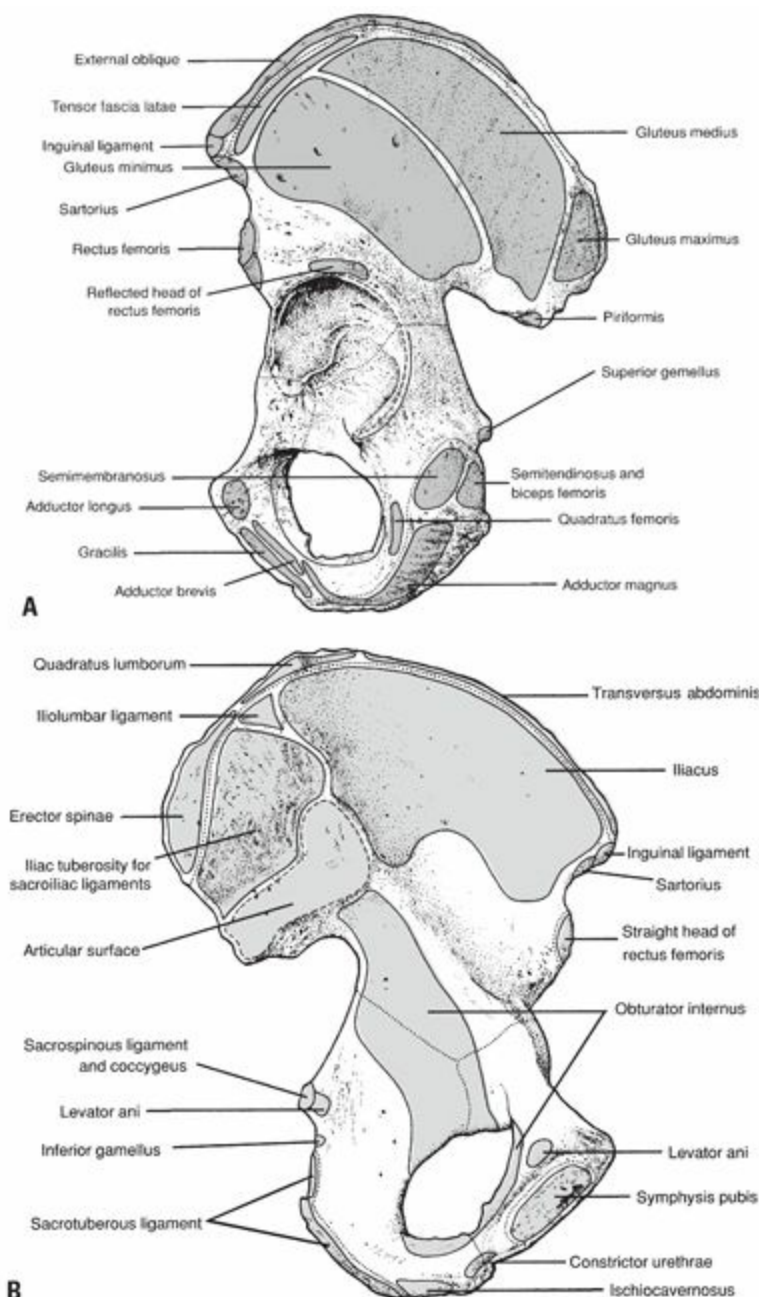 External oblique
Tensor fascia latae
Inguinal ligament
Gluteus minimus
Sartorius
Rectus femoris
Reflected head of
rectus femoris
Semimembranosus
Adductor longus
Gracilis
Adductor brevis
Gluteus medius
Gluteus maximus
Piriformis
Superior gemellus
Semitendinosus and
biceps femoris
Quadratus femoris
Adductor magnus
A
Quadratus lumborum
Iliolumbar ligament
Erector spinae
Iliac tuberosity for
sacroiliac ligaments
Articular surface
Sacrospinous ligament
and coccygeus
Levator ani
Inferior gamellus
Sacrotuberous ligament
Transversus abdominis
Iliacus
Inguinal ligament
Sartorius
Straight head of
rectus femoris
Obturator internus
Levator ani
Symphysis pubis
Constrictor urethrae
Ischiocavernosus
B